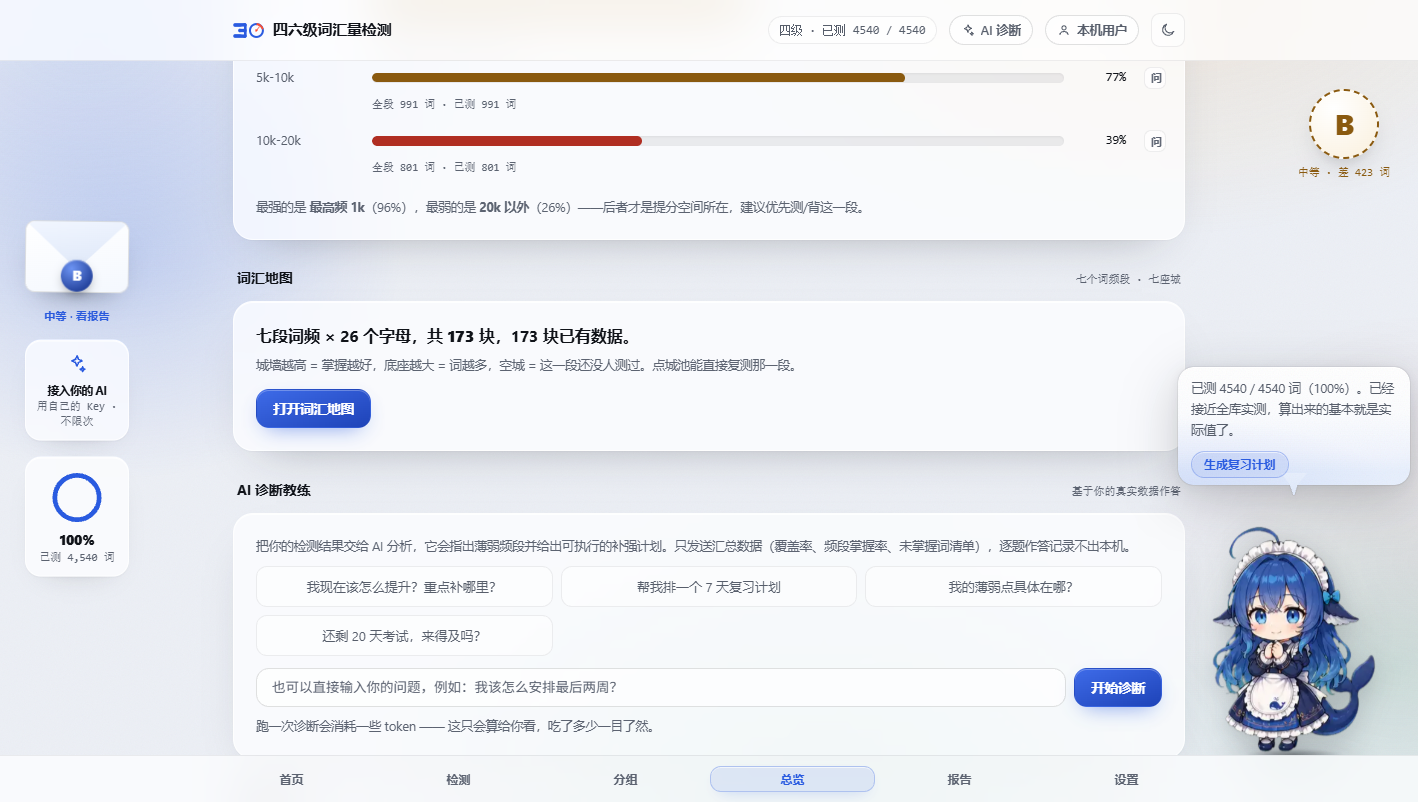 四六级词汇量检测
四级 · 已测 4540 / 4540
AI 诊断
本机用户
5k-10k
77%
问
全段 991 词 · 已测 991 词
10k-20k
39%
问
全段 801 词 · 已测 801 词
最强的是 最高频 1k（96%），最弱的是 20k 以外（26%）——后者才是提分空间所在，建议优先测/背这一段。
B
中等 · 差 423 词
B
中等 · 看报告
接入你的 AI
用自己的 Key ·
不限次
100%
已测 4,540 词
词汇地图
七个词频段 · 七座城
七段词频 × 26 个字母，共 173 块，173 块已有数据。
城墙越高 = 掌握越好，底座越大 = 词越多，空城 = 这一段还没人测过。点城池能直接复测那一段。
打开词汇地图
已测 4540 / 4540 词（100%）。已经
接近全库实测，算出来的基本就是实
际值了。
生成复习计划
AI 诊断教练
基于你的真实数据作答
把你的检测结果交给 AI 分析，它会指出薄弱频段并给出可执行的补强计划。只发送汇总数据（覆盖率、频段掌握率、未掌握词清单），逐题作答记录不出本机。
我现在该怎么提升？重点补哪里？
帮我排一个 7 天复习计划
我的薄弱点具体在哪？
还剩 20 天考试，来得及吗？
也可以直接输入你的问题，例如：我该怎么安排最后两周？
开始诊断
跑一次诊断会消耗一些 token —— 这只会算给你看，吃了多少一目了然。
首页
检测
分组
总览
报告
设置